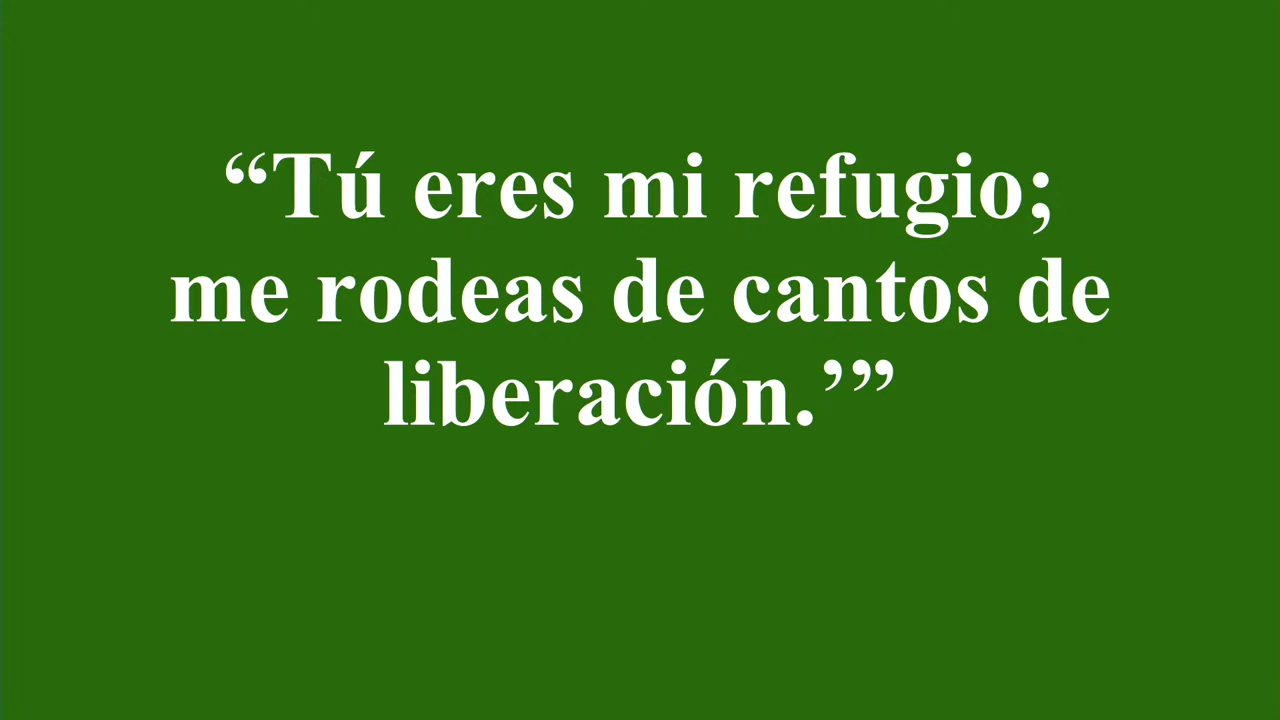 “Tú eres mi refugio;
me rodeas de cantos de
liberación.’”